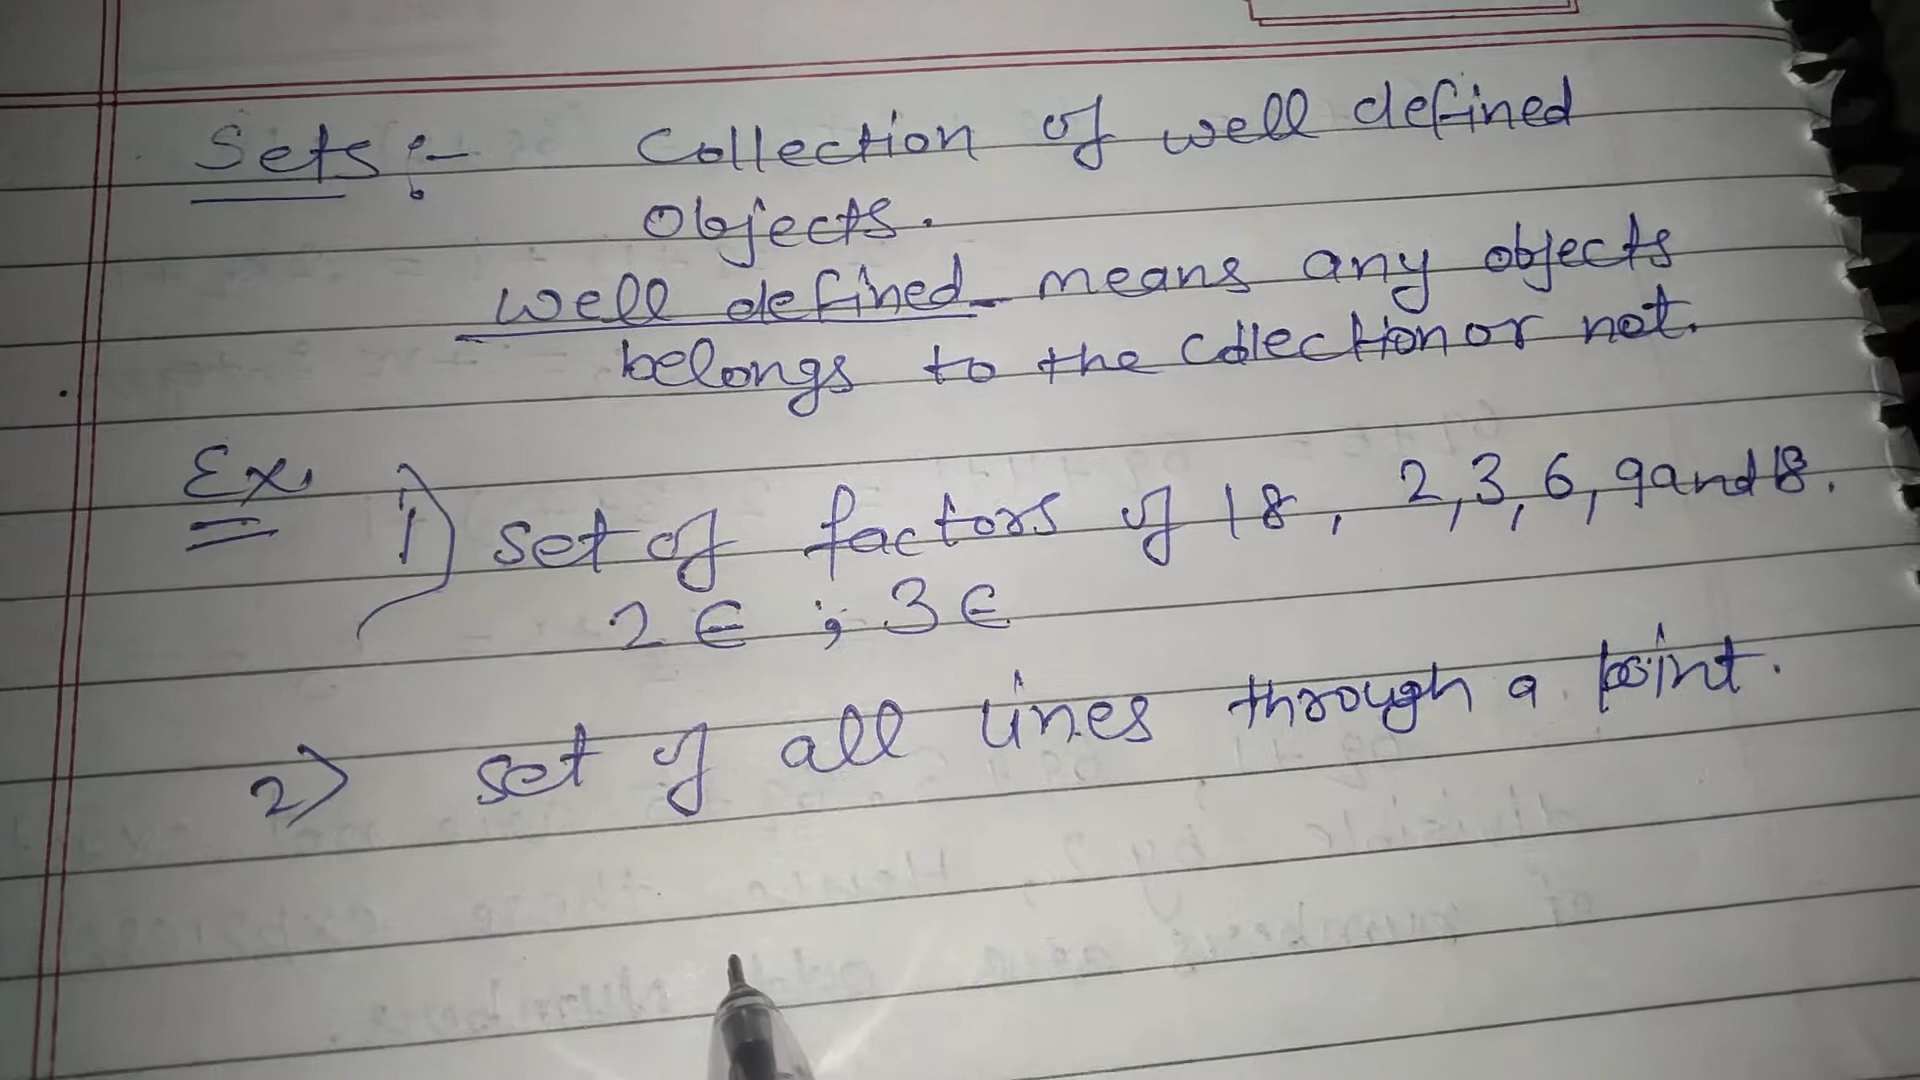 Sets :- Collection of well defined
Objects.
well defined means any objects
belongs to the collection or not.
Ex. 1) set of factors of 18, 2, 3, 6, 9 and 18.
2 ∈ ; 3 ∈
2) set of all lines through a point.